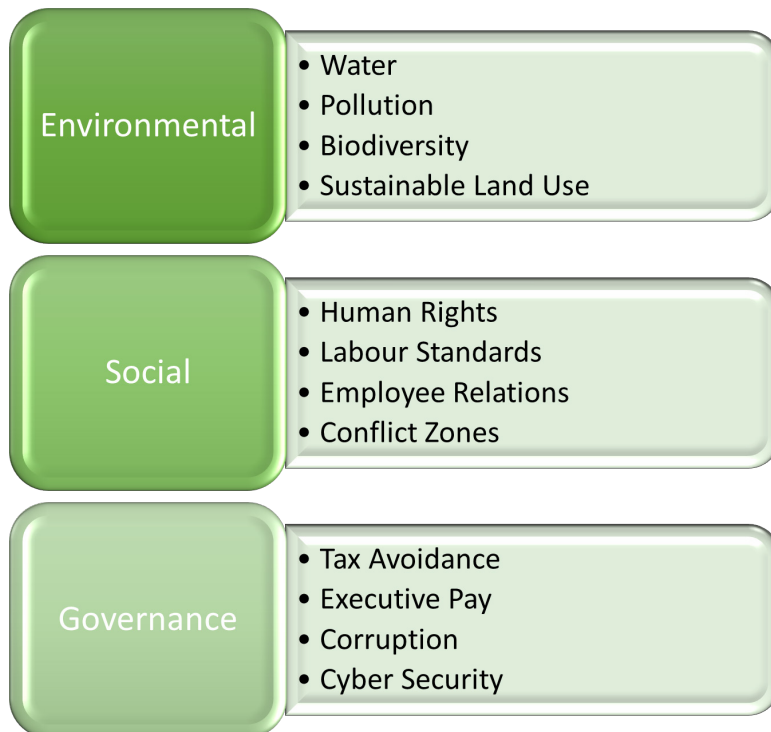 Environmental
• Water
• Pollution
• Biodiversity
• Sustainable Land Use
Social
• Human Rights
• Labour Standards
• Employee Relations
• Conflict Zones
Governance
• Tax Avoidance
• Executive Pay
• Corruption
• Cyber Security